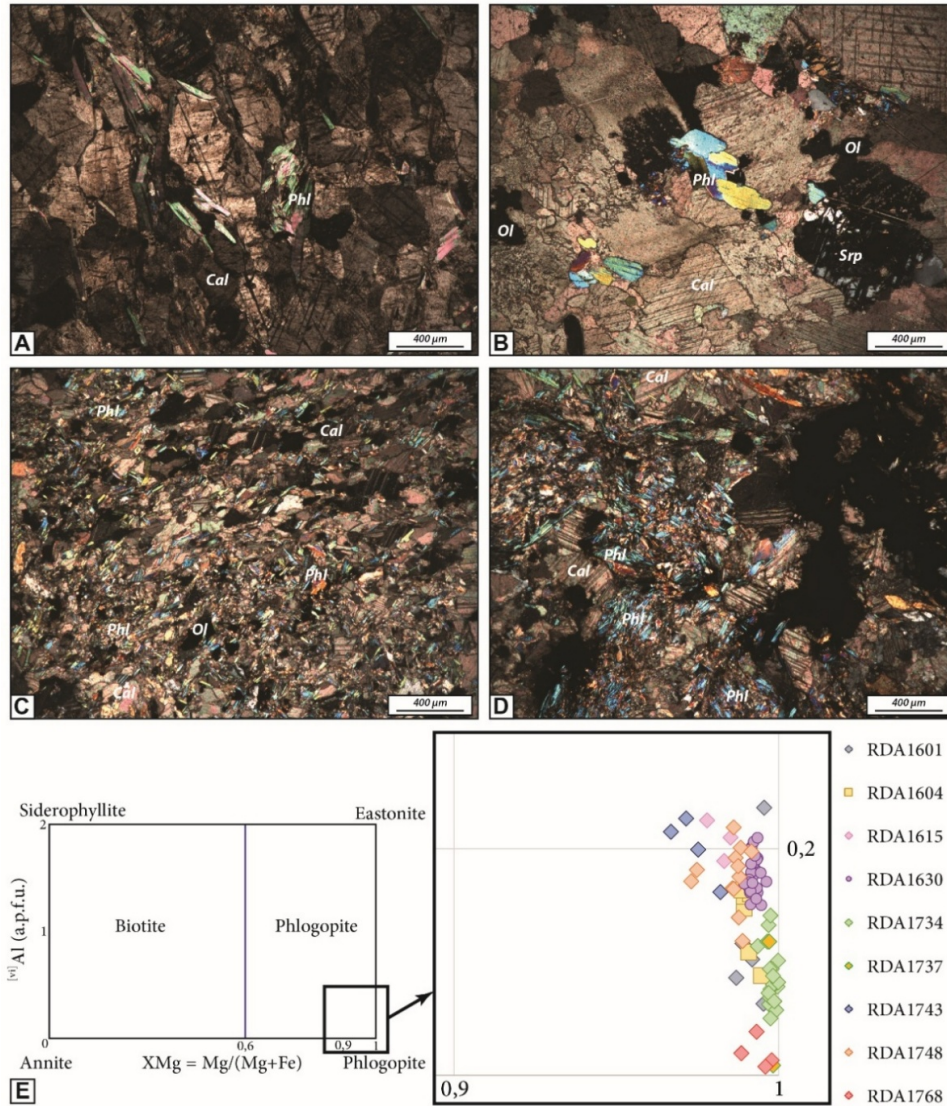 Phl
Cal
400 µm
A
Ol
Phl
Ol
Srp
Cal
400 µm
B
Phl
Cal
Phl
Phl
Ol
Cal
400 µm
C
Cal
Phl
Cal
Phl
Phl
400 µm
D
Siderophyllite
Eastonite
2
[vi]Al (a.p.f.u.)
1
Biotite
Phlogopite
0
0,6
0,9
1
Annite
XMg = Mg/(Mg+Fe)
Phlogopite
E
0,2
0,9
1
RDA1601
RDA1604
RDA1615
RDA1630
RDA1734
RDA1737
RDA1743
RDA1748
RDA1768